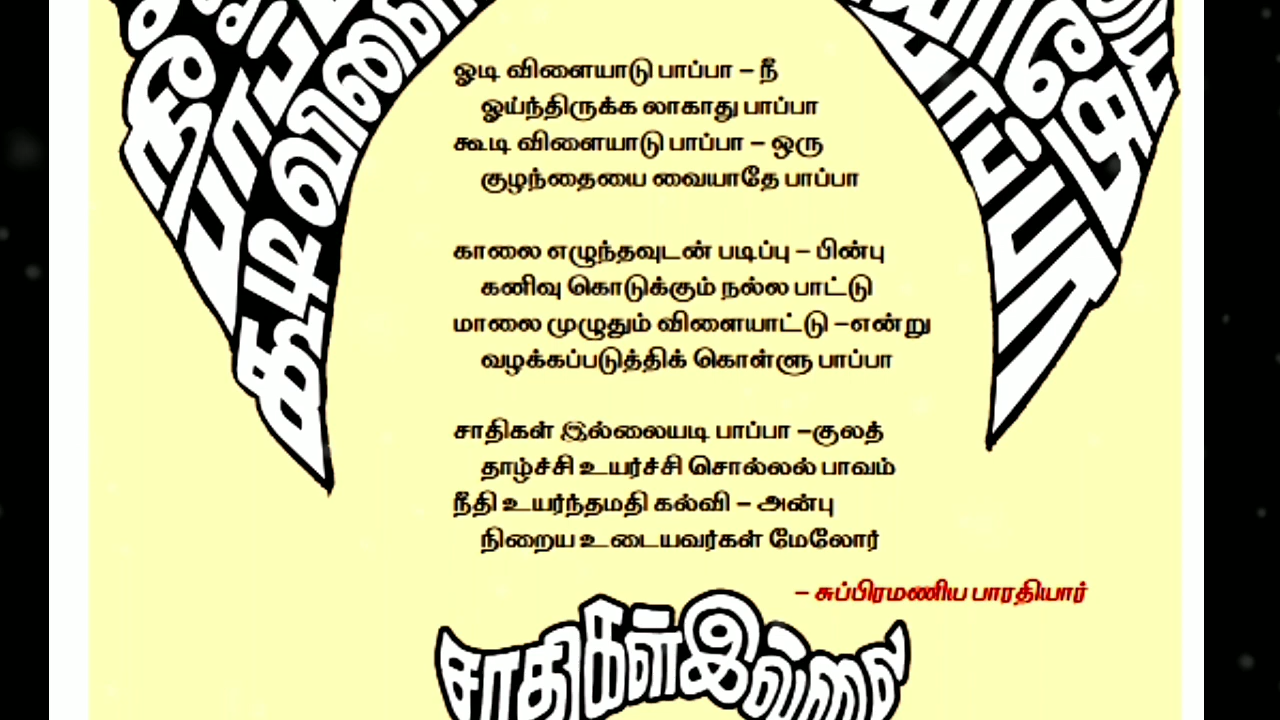 ஓடி விளையாடு பாப்பா – நீ
ஓய்ந்திருக்க லாகாது பாப்பா
கூடி விளையாடு பாப்பா – ஒரு
குழந்தையை வையாதே பாப்பா
காலை எழுந்தவுடன் படிப்பு – பின்பு
கனிவு கொடுக்கும் நல்ல பாட்டு
மாலை முழுதும் விளையாட்டு –என்று
வழக்கப்படுத்திக் கொள்ளு பாப்பா
சாதிகள் இல்லையடி பாப்பா –குலத்
தாழ்ச்சி உயர்ச்சி சொல்லல் பாவம்
நீதி உயர்ந்தமதி கல்வி – அன்பு
நிறைய உடையவர்கள் மேலோர்
– சுப்பிரமணிய பாரதியார்
சாதிகள் இல்லை